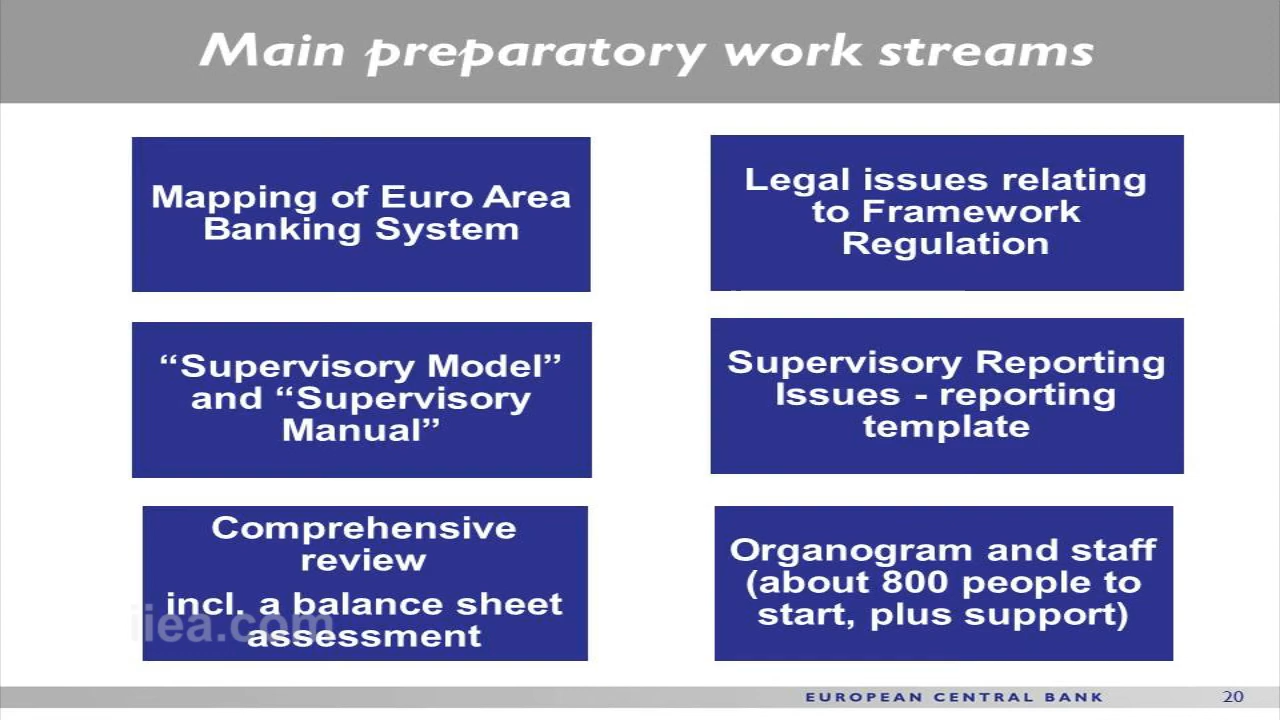 Main preparatory work streams
Mapping of Euro Area
Banking System
Legal issues relating
to Framework
Regulation
“Supervisory Model”
and “Supervisory
Manual”
Supervisory Reporting
Issues - reporting
template
Comprehensive
review
incl. a balance sheet
assessment
Organogram and staff
(about 800 people to
start, plus support)
iiea.com
EUROPEAN CENTRAL BANK
20